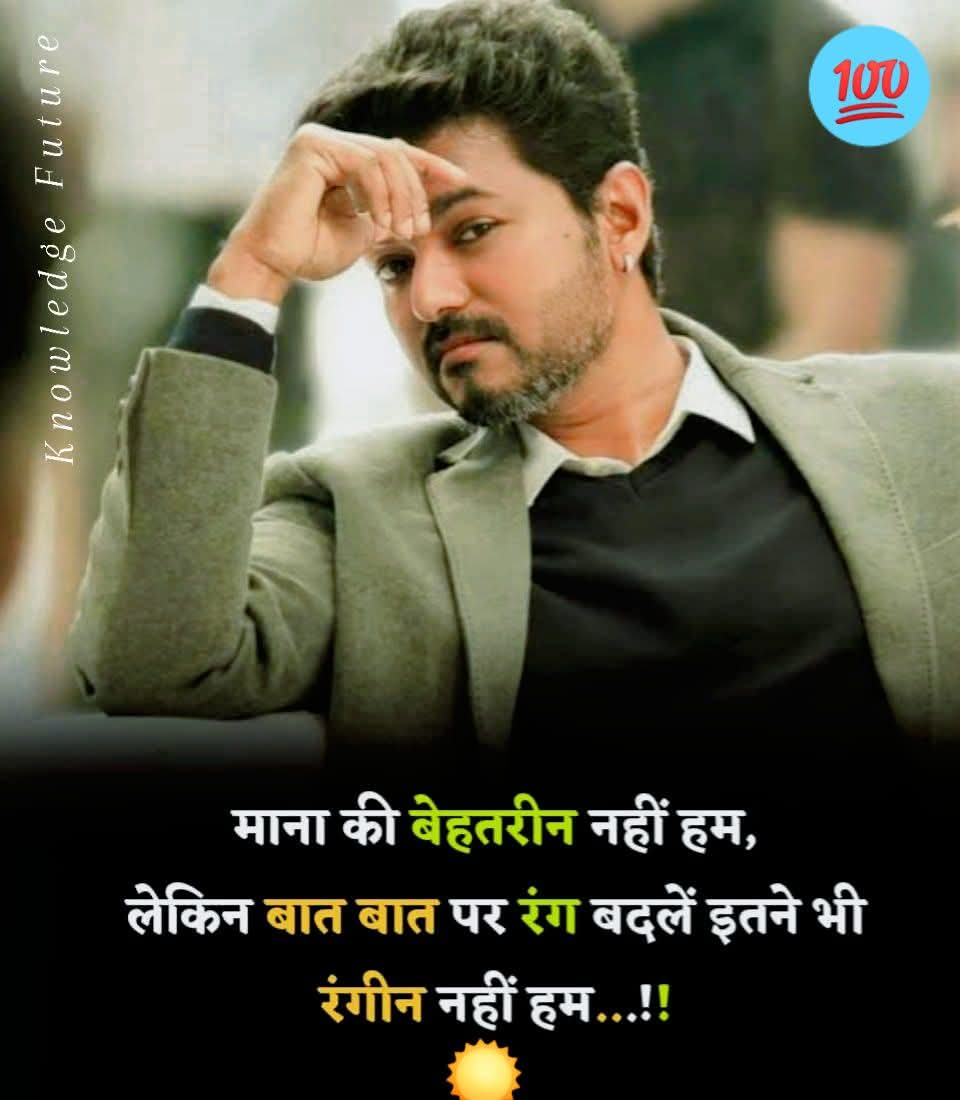 Knowledge Future
100
माना की बेहतरीन नहीं हम,
लेकिन बात बात पर रंग बदलें इतने भी
रंगीन नहीं हम...!!